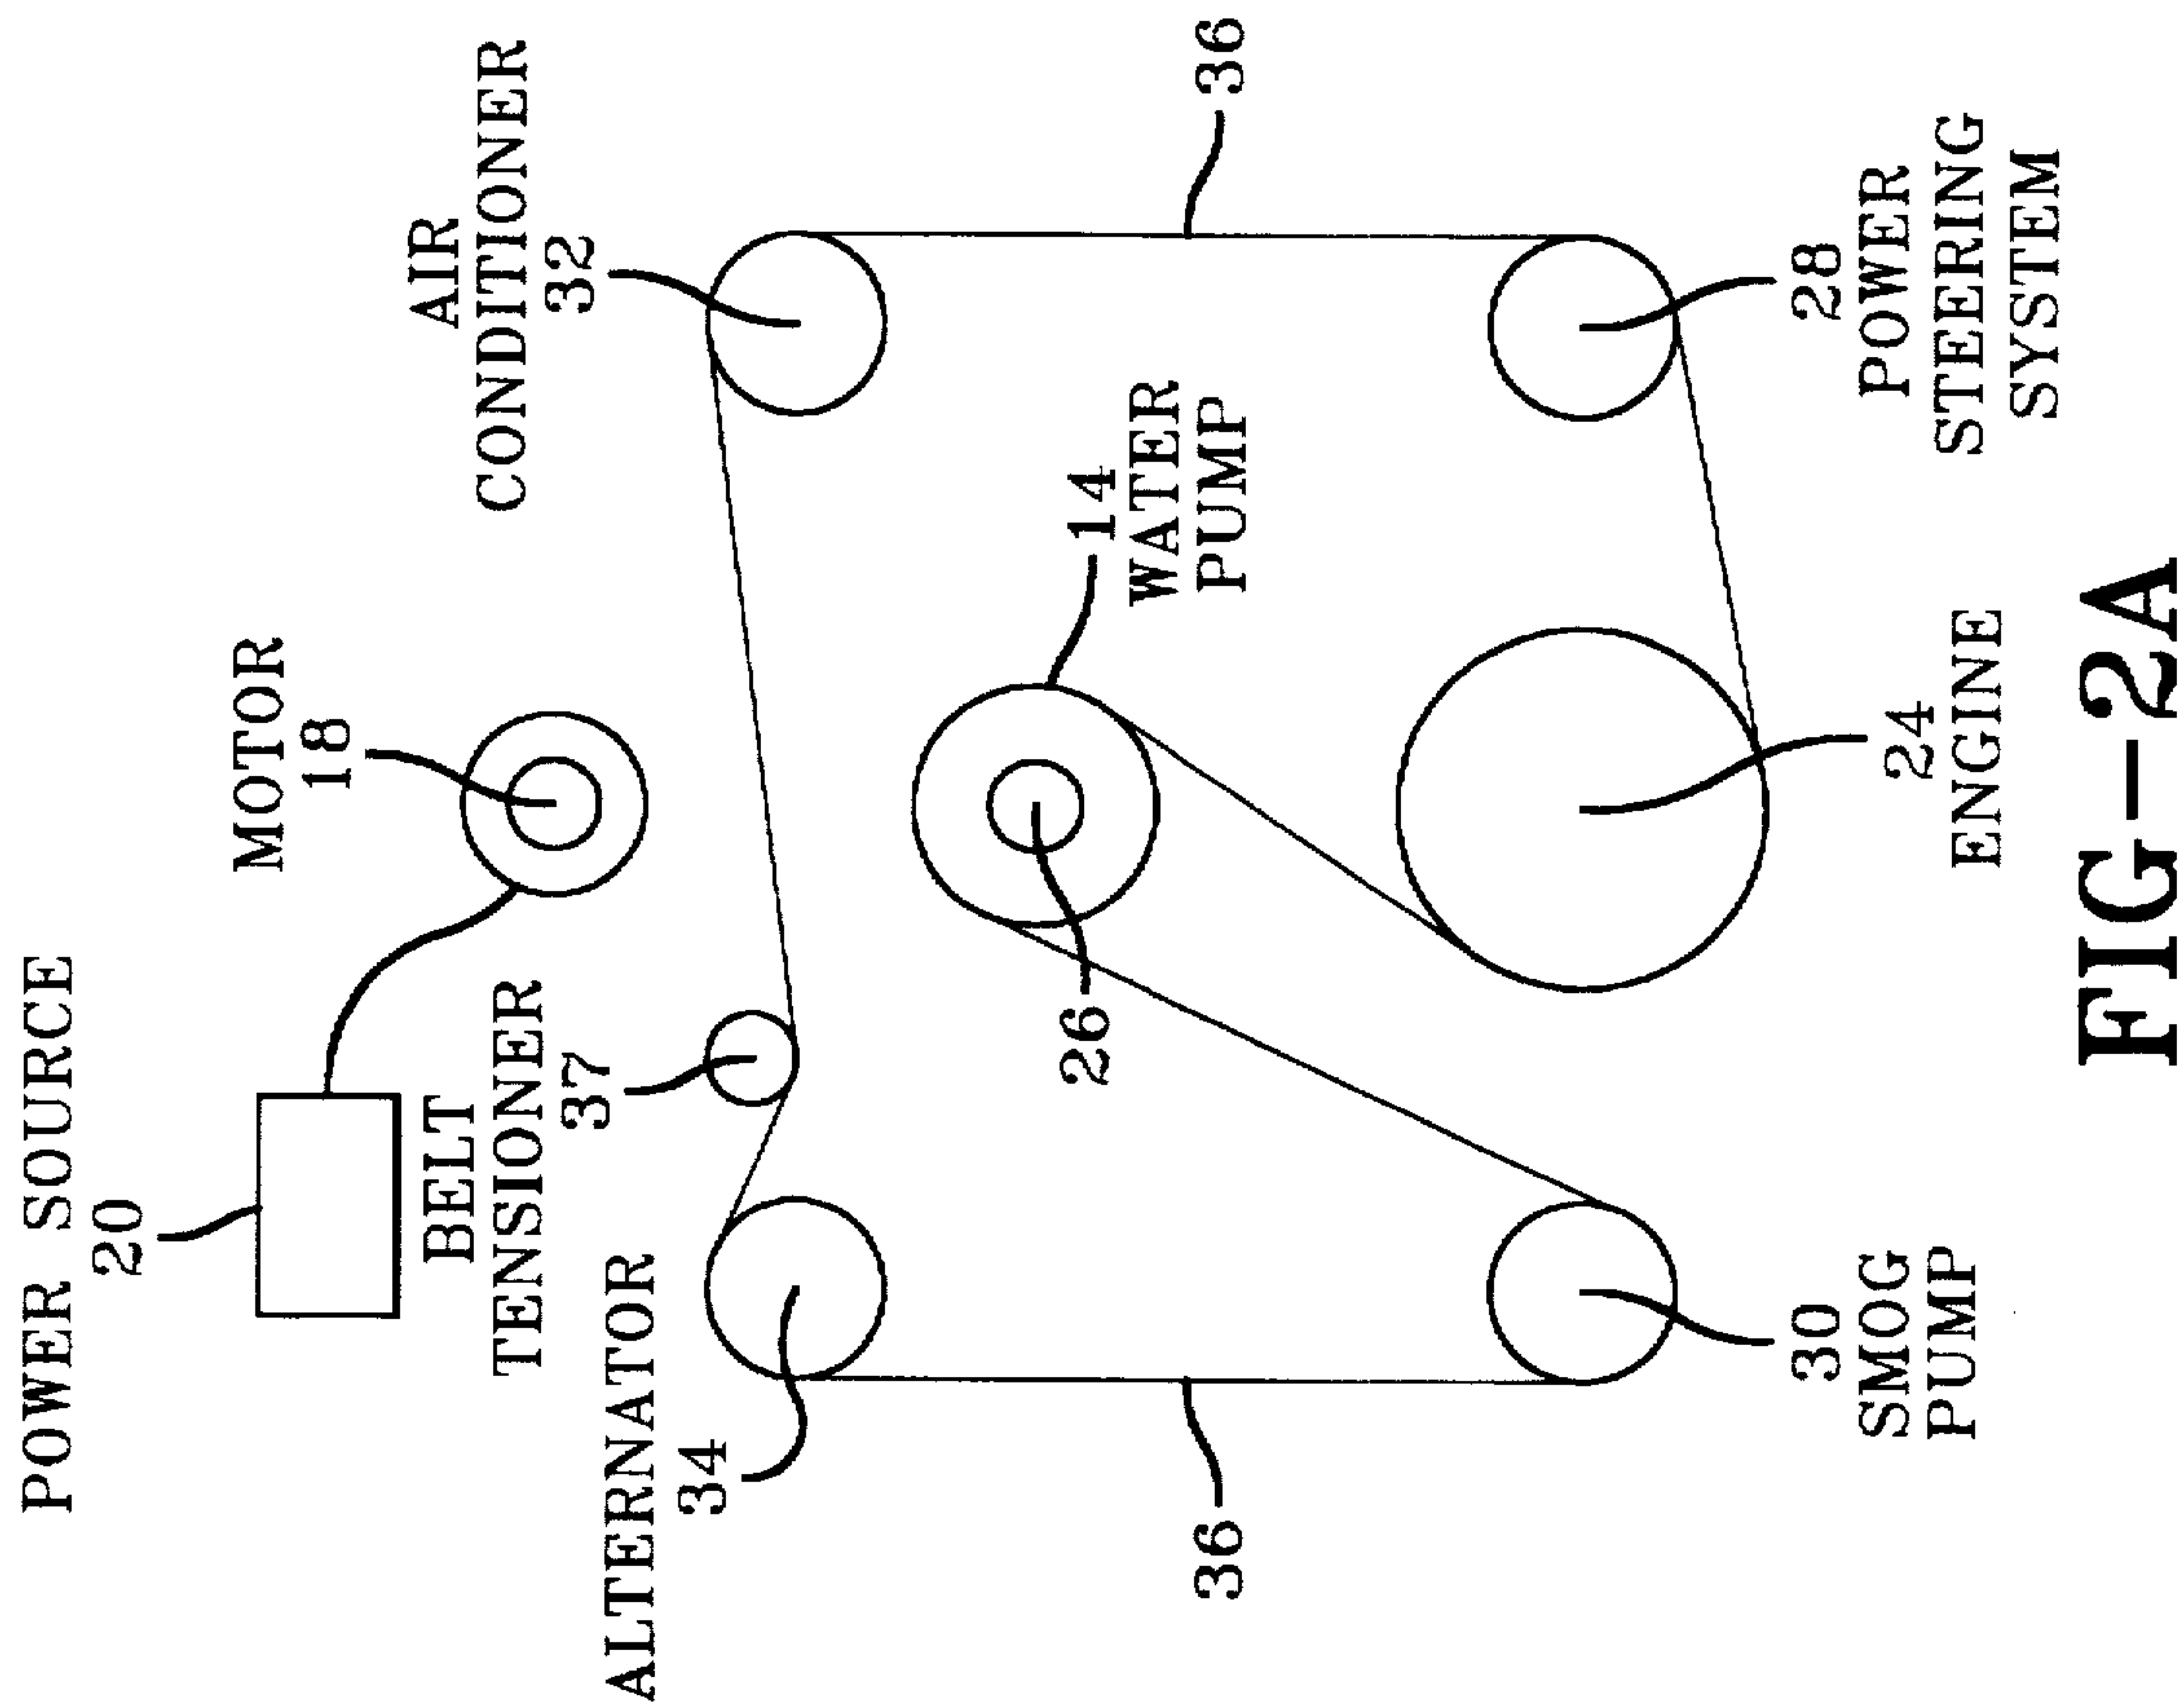 POWER SOURCE
20
MOTOR
18
BELT
TENSIONER
37
AIR
CONDITIONER
32
ALTERNATOR
34
14
WATER
PUMP
26
36
36
30
SMOG
PUMP
24
ENGINE
28
POWER
STEERING
SYSTEM
FIG-2A